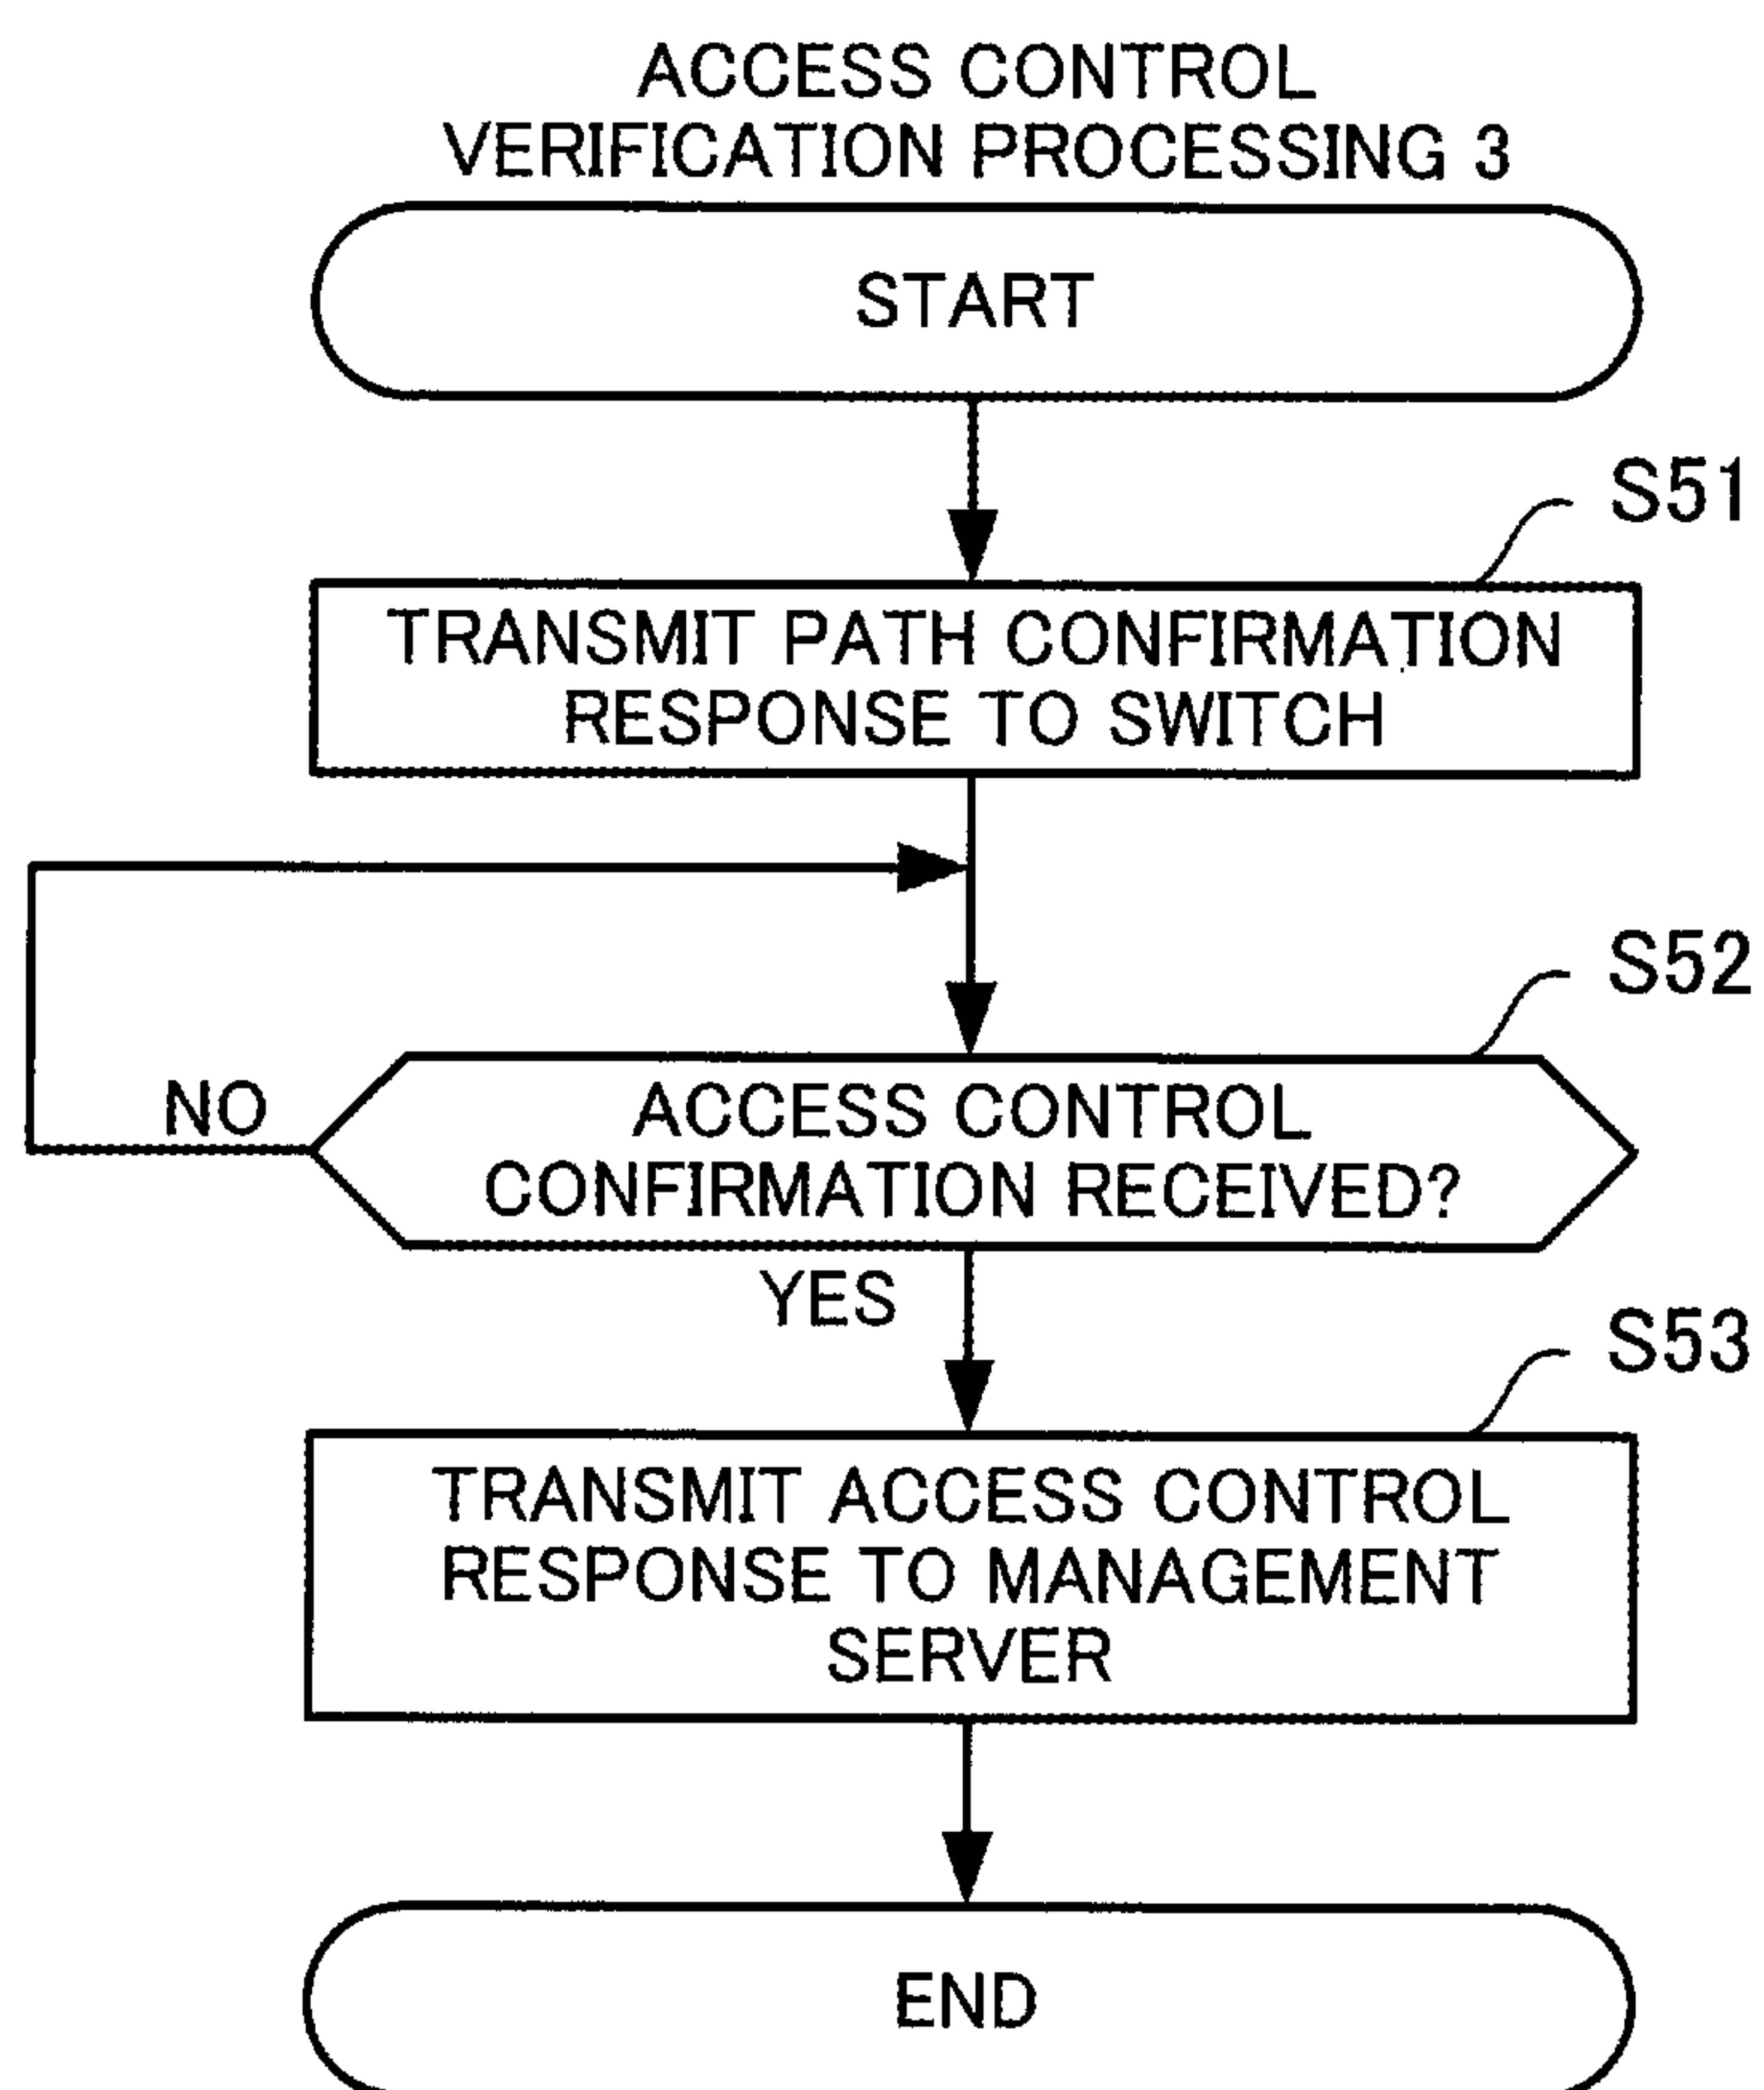 ACCESS CONTROL
VERIFICATION PROCESSING 3
START
S51
TRANSMIT PATH CONFIRMATION
RESPONSE TO SWITCH
S52
NO
ACCESS CONTROL
CONFIRMATION RECEIVED?
YES
S53
TRANSMIT ACCESS CONTROL
RESPONSE TO MANAGEMENT
SERVER
END